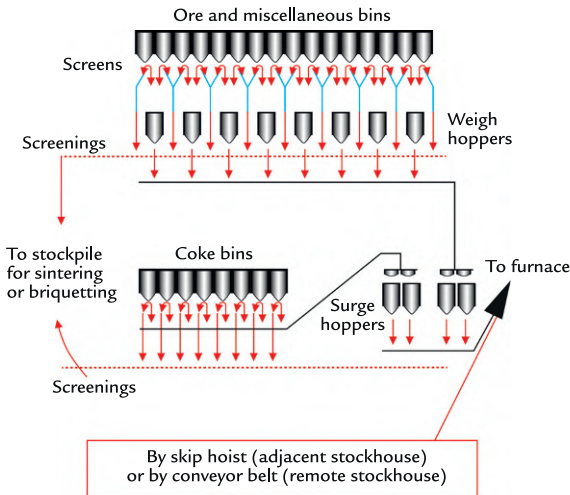 Ore and miscellaneous bins
Screens
Weigh
hoppers
Screenings
To stockpile
for sintering
or briquetting
Coke bins
To furnace
Surge
hoppers
Screenings
By skip hoist (adjacent stockhouse)
or by conveyor belt (remote stockhouse)